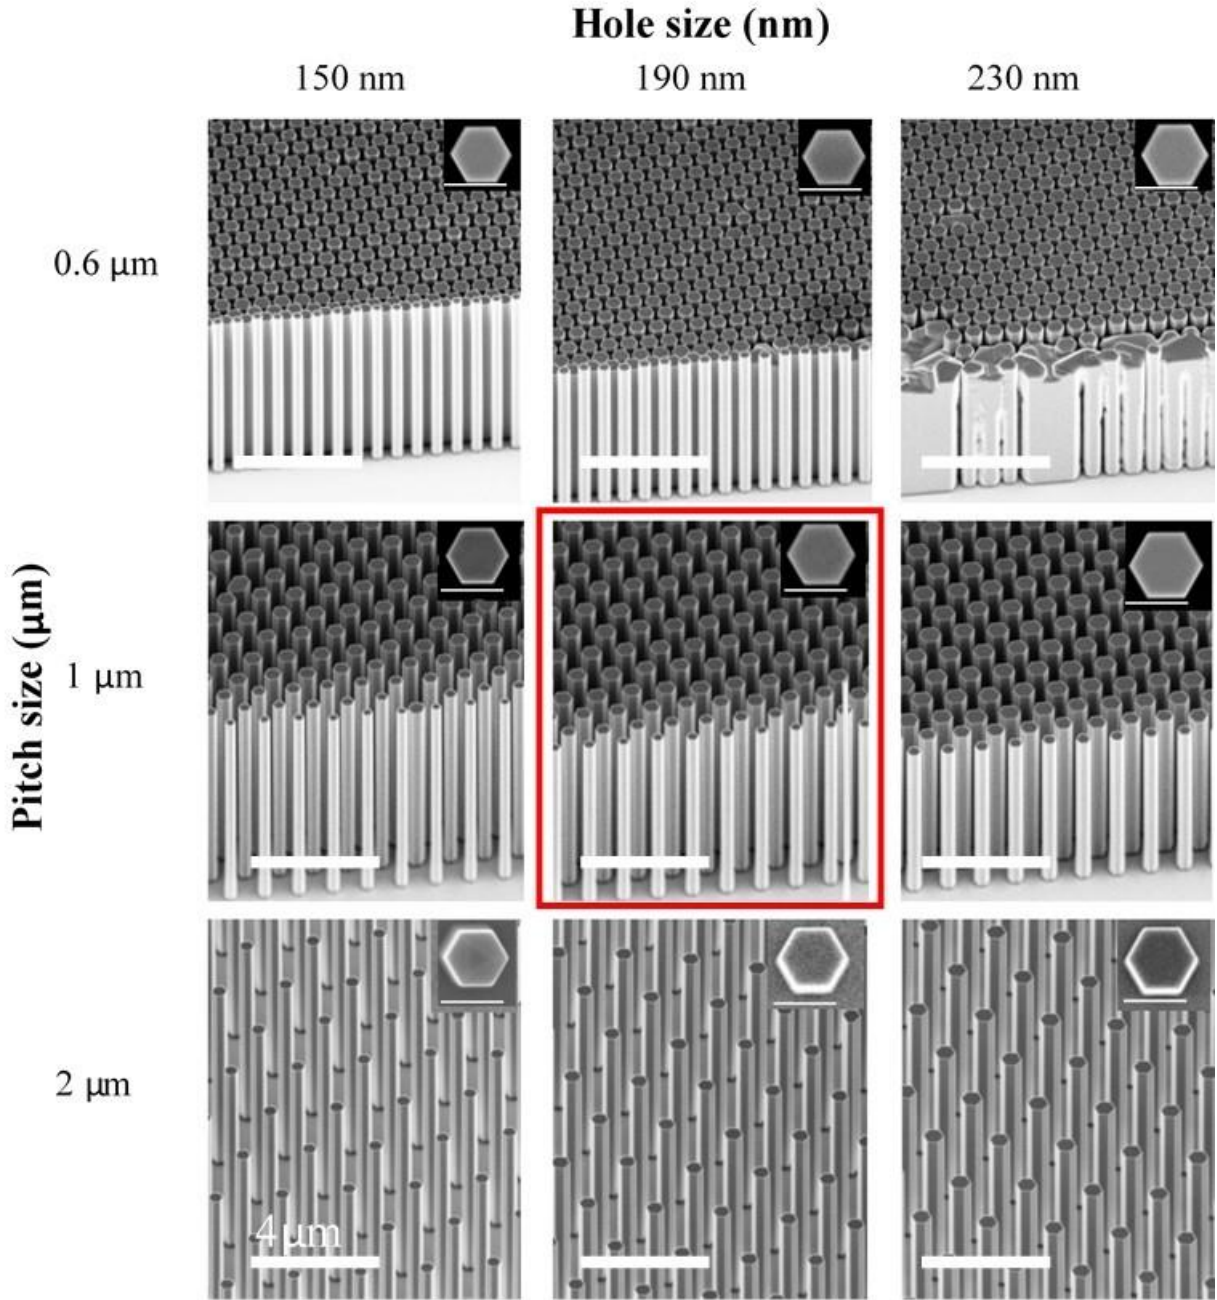 Hole size (nm)
150 nm
190 nm
230 nm
0.6 μm
Pitch size (μm)
1 μm
2 μm
4 μm